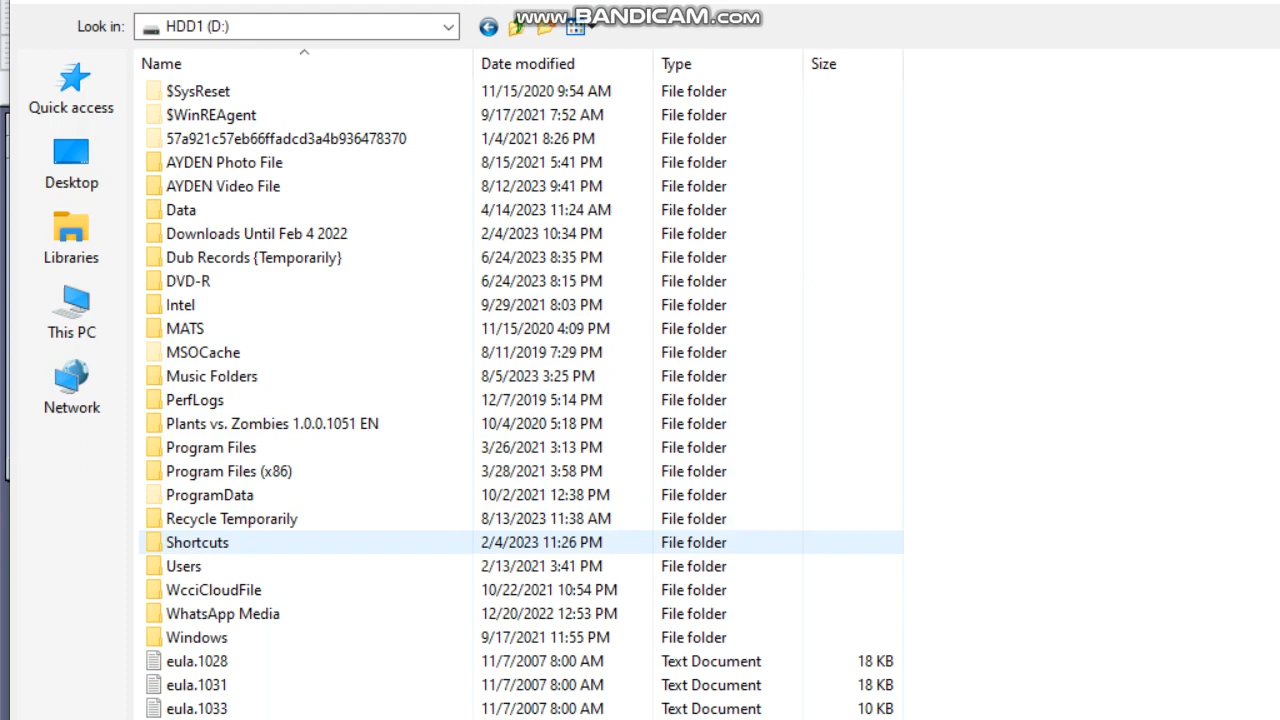 www.BANDICAM.com
Look in: HDD1 (D:)
Name Date modified Type Size
Quick access
Desktop
Libraries
This PC
Network
$SysReset 11/15/2020 9:54 AM File folder
$WinREAgent 9/17/2021 7:52 AM File folder
57a921c57eb66ffadcd3a4b936478370 1/4/2021 8:26 PM File folder
AYDEN Photo File 8/15/2021 5:41 PM File folder
AYDEN Video File 8/12/2023 9:41 PM File folder
Data 4/14/2023 11:24 AM File folder
Downloads Until Feb 4 2022 2/4/2023 10:34 PM File folder
Dub Records {Temporarily} 6/24/2023 8:35 PM File folder
DVD-R 6/24/2023 8:15 PM File folder
Intel 9/29/2021 8:03 PM File folder
MATS 11/15/2020 4:09 PM File folder
MSOCache 8/11/2019 7:29 PM File folder
Music Folders 8/5/2023 3:25 PM File folder
PerfLogs 12/7/2019 5:14 PM File folder
Plants vs. Zombies 1.0.0.1051 EN 10/4/2020 5:18 PM File folder
Program Files 3/26/2021 3:13 PM File folder
Program Files (x86) 3/28/2021 3:58 PM File folder
ProgramData 10/2/2021 12:38 PM File folder
Recycle Temporarily 8/13/2023 11:38 AM File folder
Shortcuts 2/4/2023 11:26 PM File folder
Users 2/13/2021 3:41 PM File folder
WcciCloudFile 10/22/2021 10:54 PM File folder
WhatsApp Media 12/20/2022 12:53 PM File folder
Windows 9/17/2021 11:55 PM File folder
eula.1028 11/7/2007 8:00 AM Text Document 18 KB
eula.1031 11/7/2007 8:00 AM Text Document 18 KB
eula.1033 11/7/2007 8:00 AM Text Document 10 KB